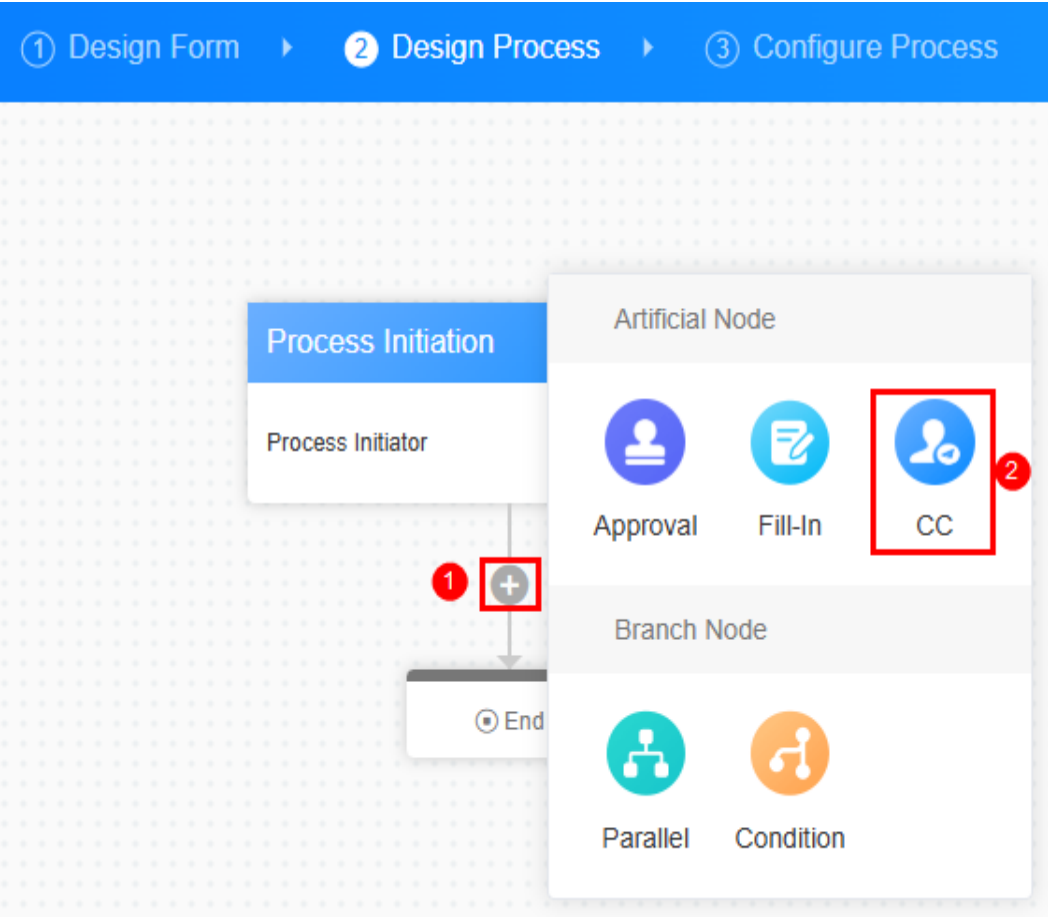 1 Design Form 2 Design Process 3 Configure Process
Process Initiation
Process Initiator
1
End
Artificial Node
Approval Fill-In CC
2
Branch Node
Parallel Condition